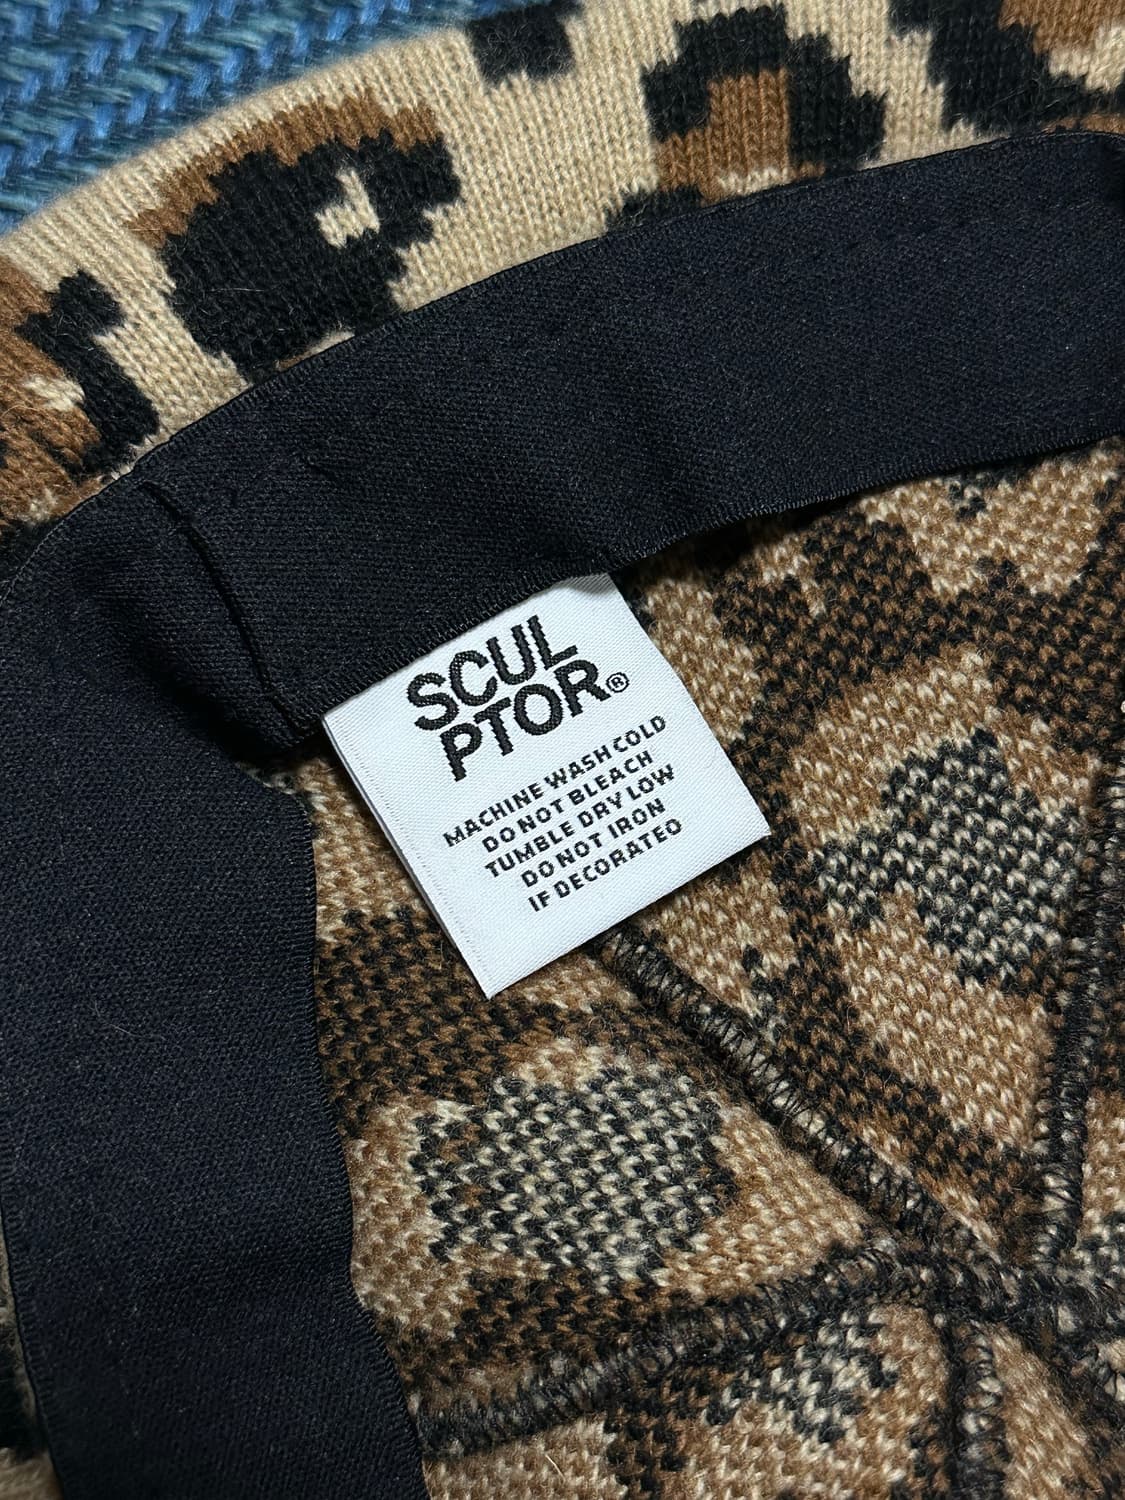 SCUL
PTOR®
MACHINE WASH COLD
DO NOT BLEACH
TUMBLE DRY LOW
DO NOT IRON
IF DECORATED